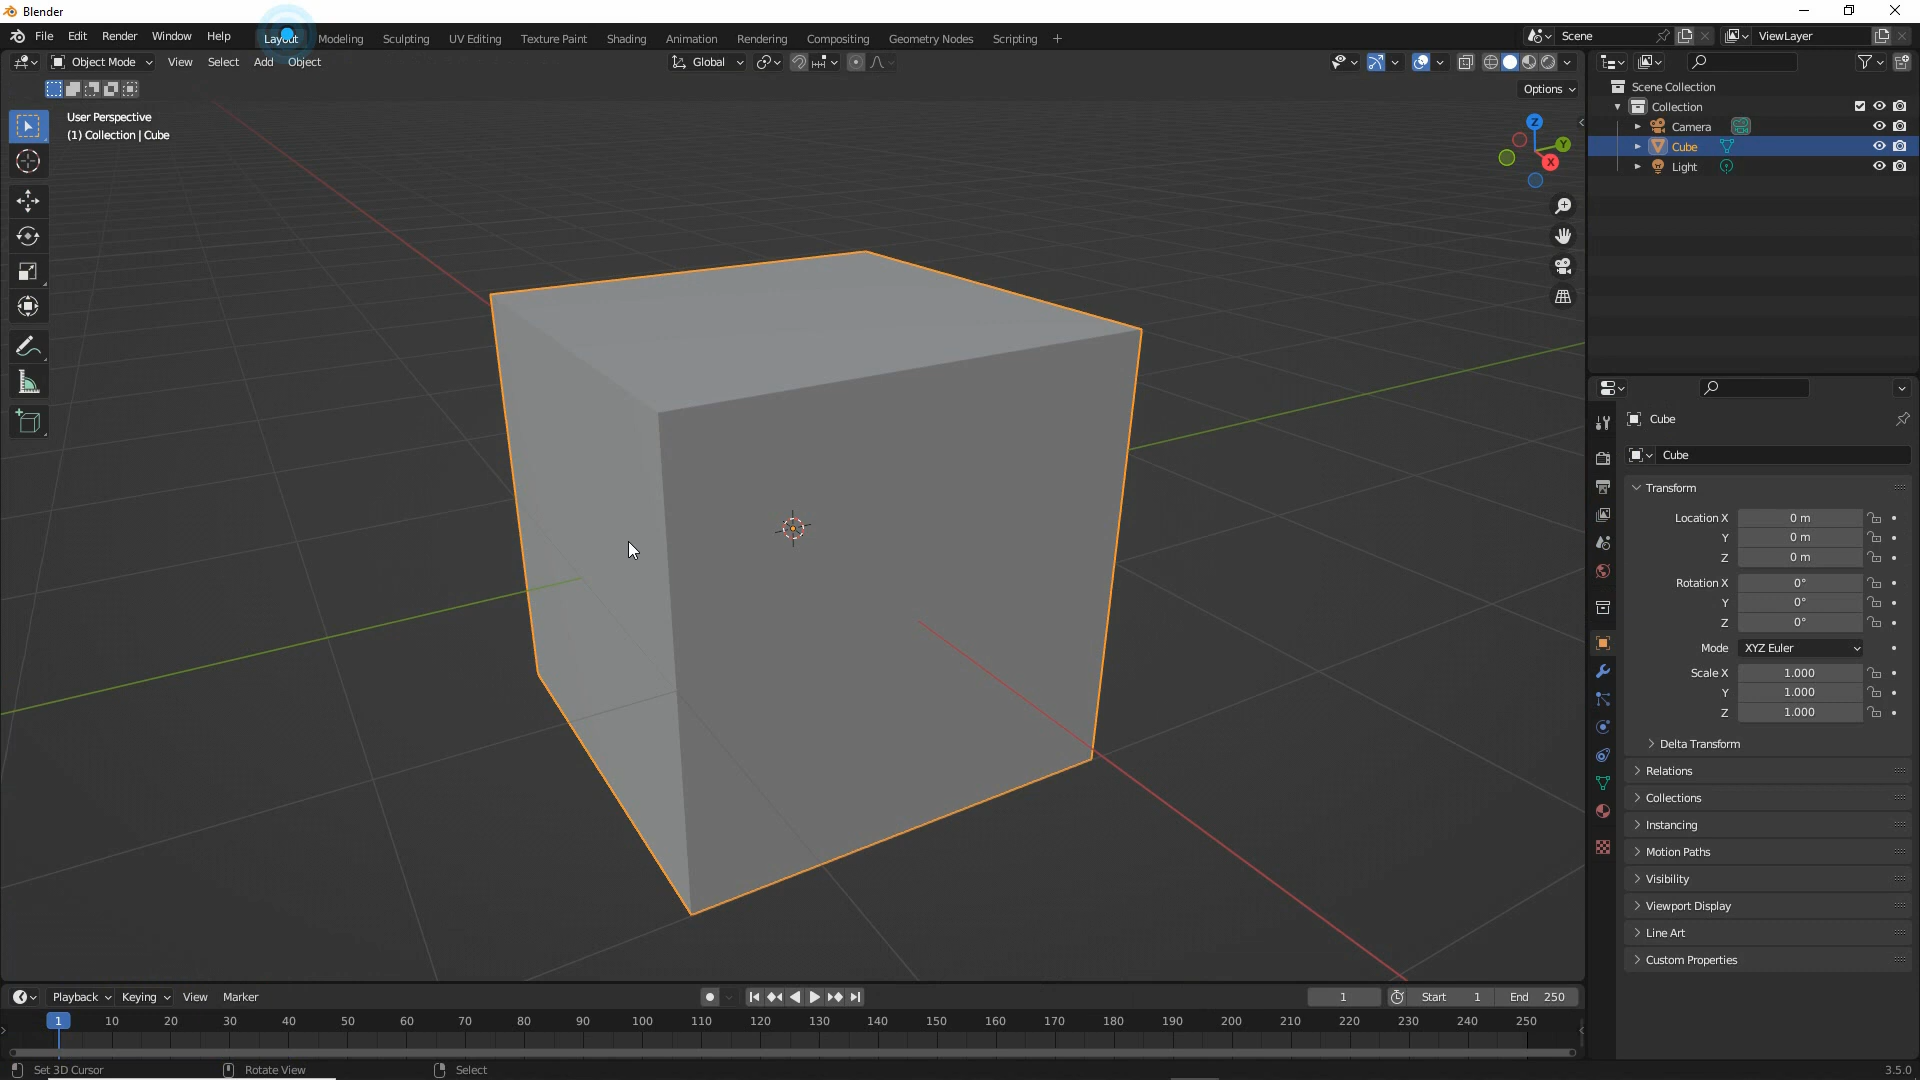 Blender
File Edit Render Window Help Layout Modeling Sculpting UV Editing Texture Paint Shading Animation Rendering Compositing Geometry Nodes Scripting + Scene ViewLayer
Object Mode View Select Add Object Global
Options
User Perspective
(1) Collection | Cube
Z
Y
X
Scene Collection
Collection
Camera
Cube
Light
Cube
Cube
Transform
Location X 0 m
Y 0 m
Z 0 m
Rotation X 0°
Y 0°
Z 0°
Mode XYZ Euler
Scale X 1.000
Y 1.000
Z 1.000
Delta Transform
Relations
Collections
Instancing
Motion Paths
Visibility
Viewport Display
Line Art
Custom Properties
Playback Keying View Marker 1 Start 1 End 250
1 10 20 30 40 50 60 70 80 90 100 110 120 130 140 150 160 170 180 190 200 210 220 230 240 250
Set 3D Cursor Rotate View Select 3.5.0